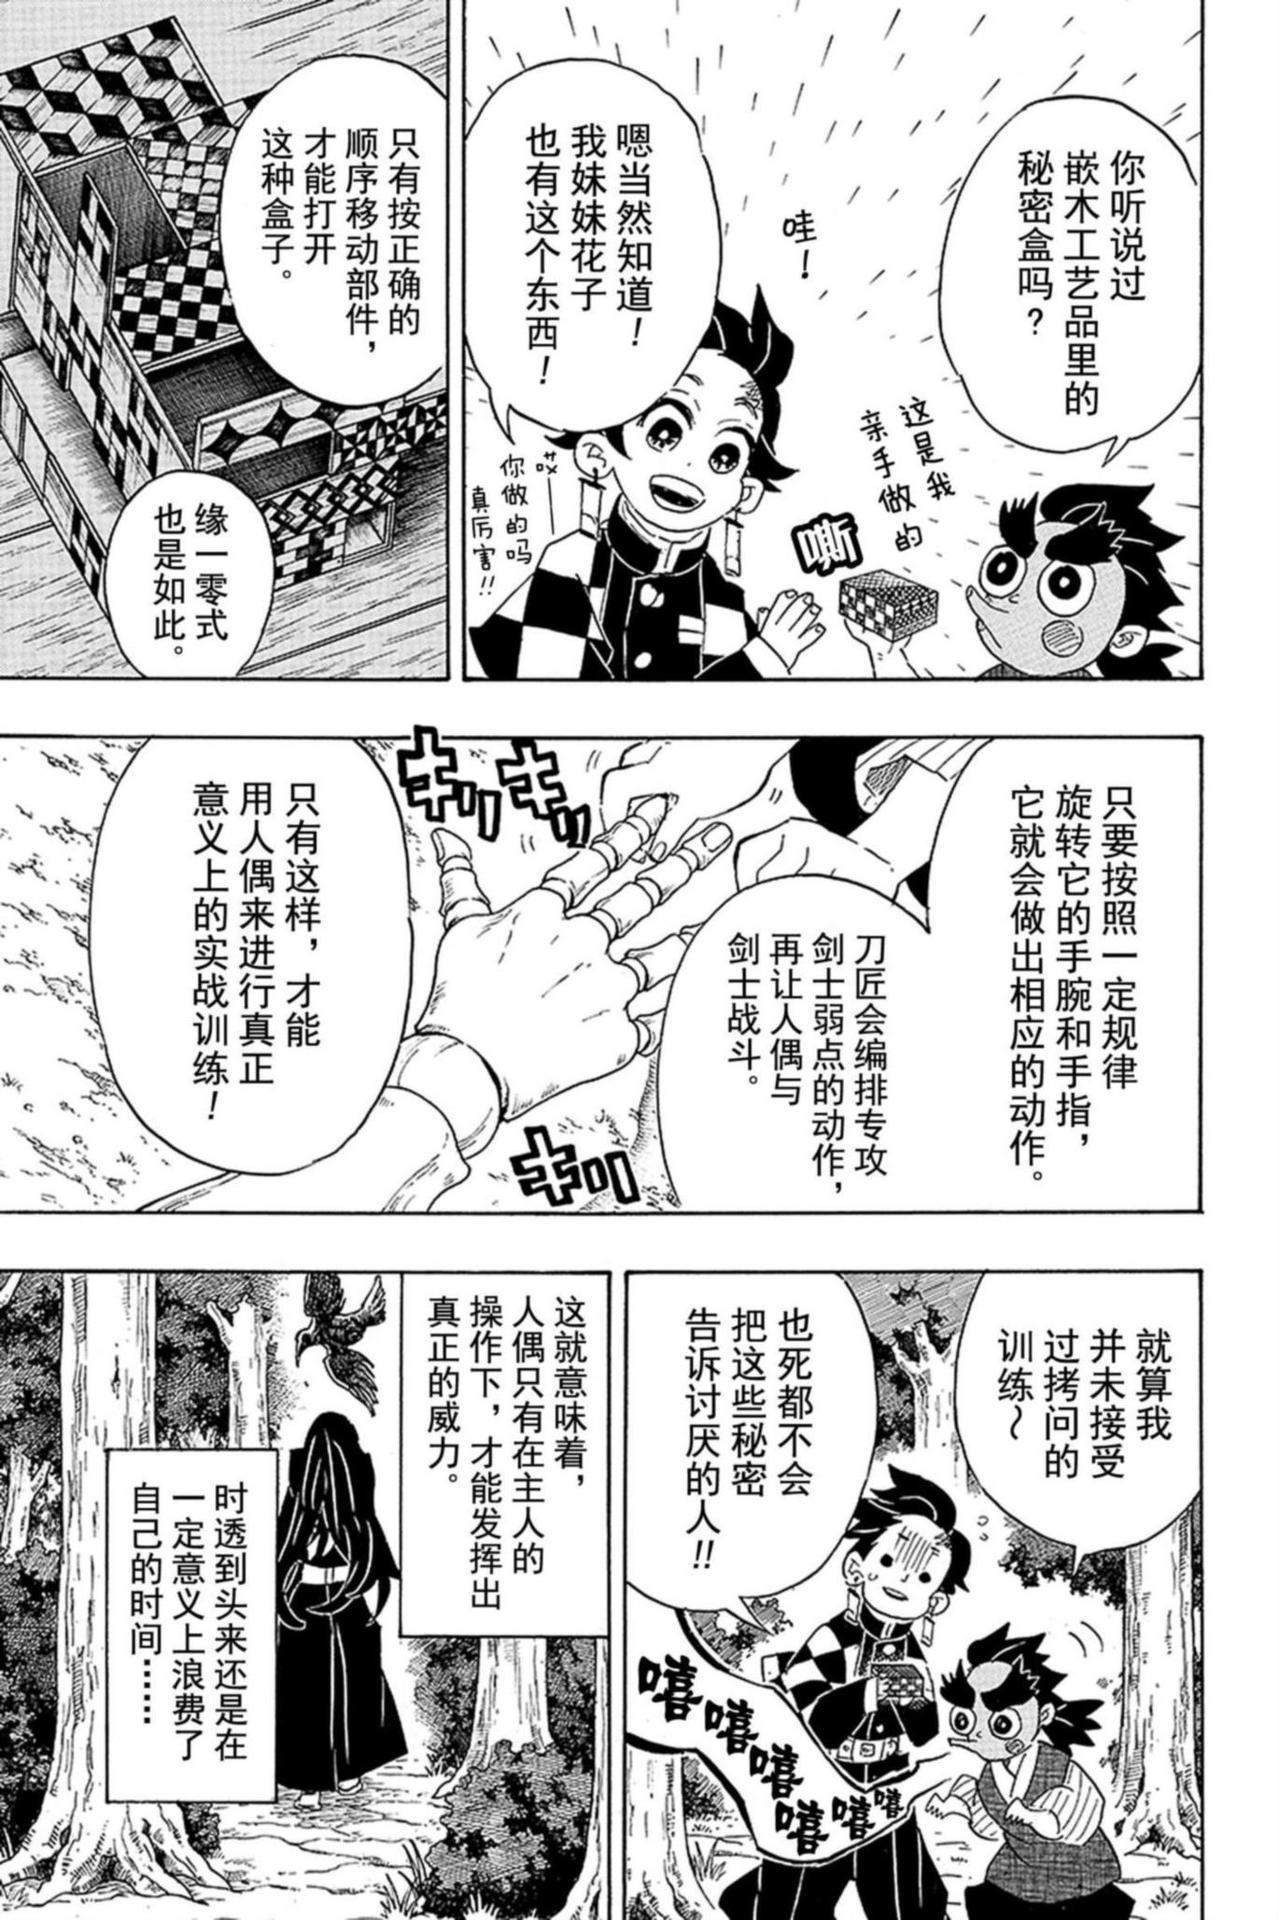 你听说过
嵌木工艺品里的
秘密盒吗？
这是我
亲手做的
嘶
哇！
嗯当然知道！
我妹妹花子
也有这个东西！
哎
你做的吗
真厉害!!
只有按正确的
顺序移动部件，
才能打开
这种盒子。
缘一零式
也是如此。
只要按照一定规律
旋转它的手腕和手指，
它就会做出相应的动作。
刀匠会编排专攻
剑士弱点的动作，
再让人偶与
剑士战斗。
キリ
キリ
キリリ
只有这样，才能
用人偶来进行真正
意义上的实战训练！
就算我
并未接受
过拷问的
训练～
也死都不会
把这些秘密
告诉讨厌的人!!
嘻嘻嘻嘻嘻嘻
这就意味着，
人偶只有在主人的
操作下，才能发挥出
真正的威力。
时透到头来还是在
一定意义上浪费了
自己的时间……